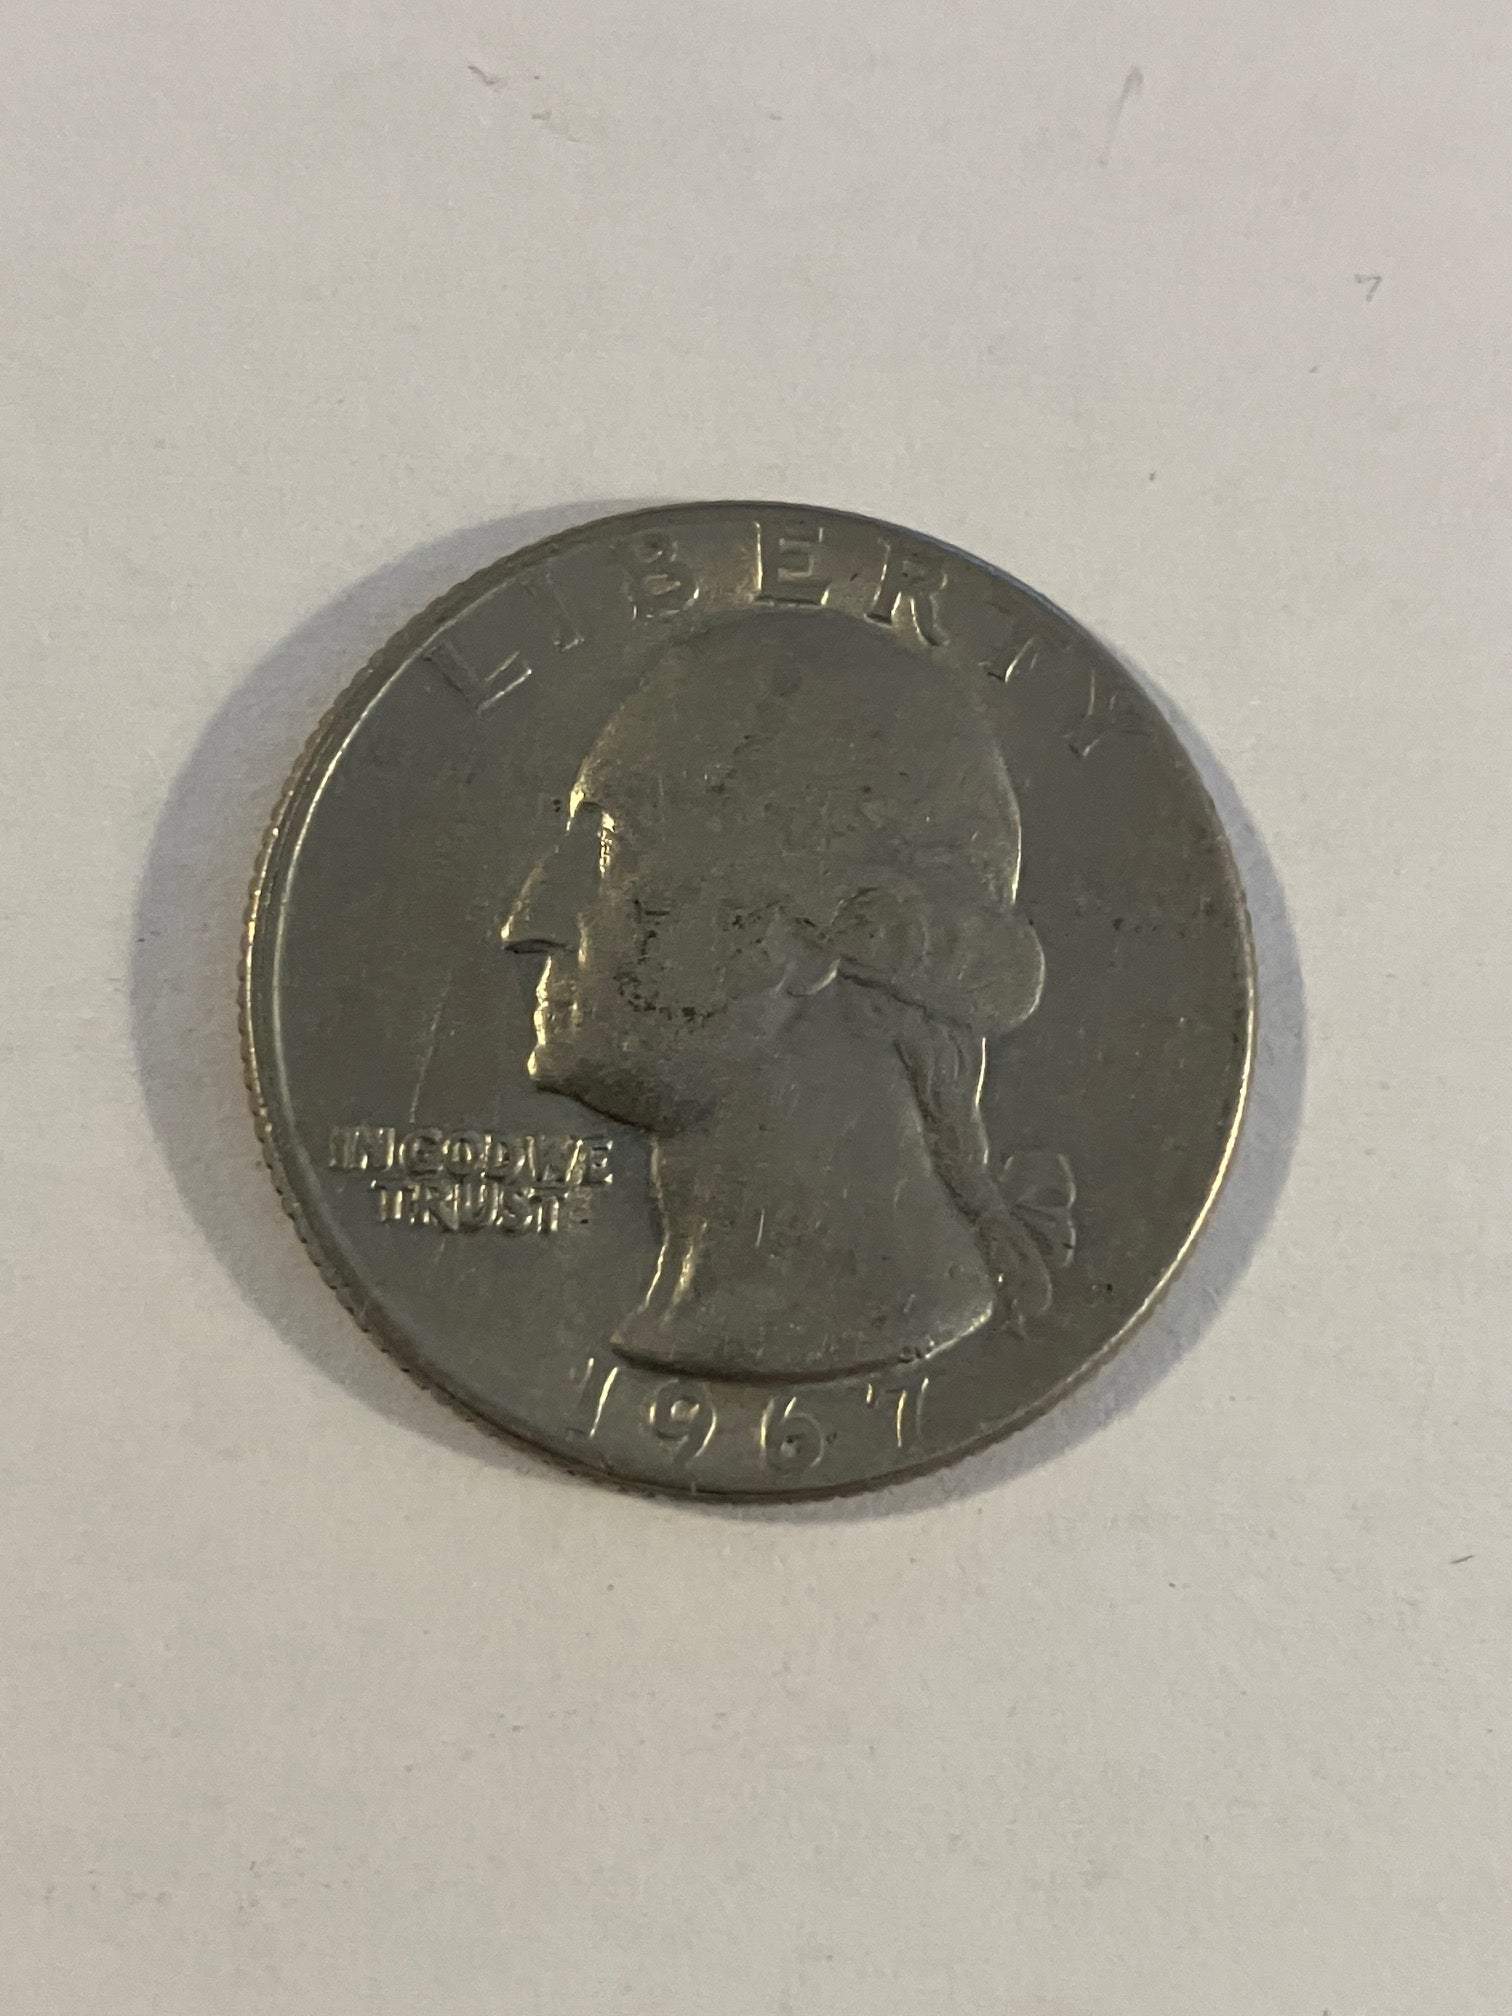 LIBERTY
IN GOD WE
TRUST
1967